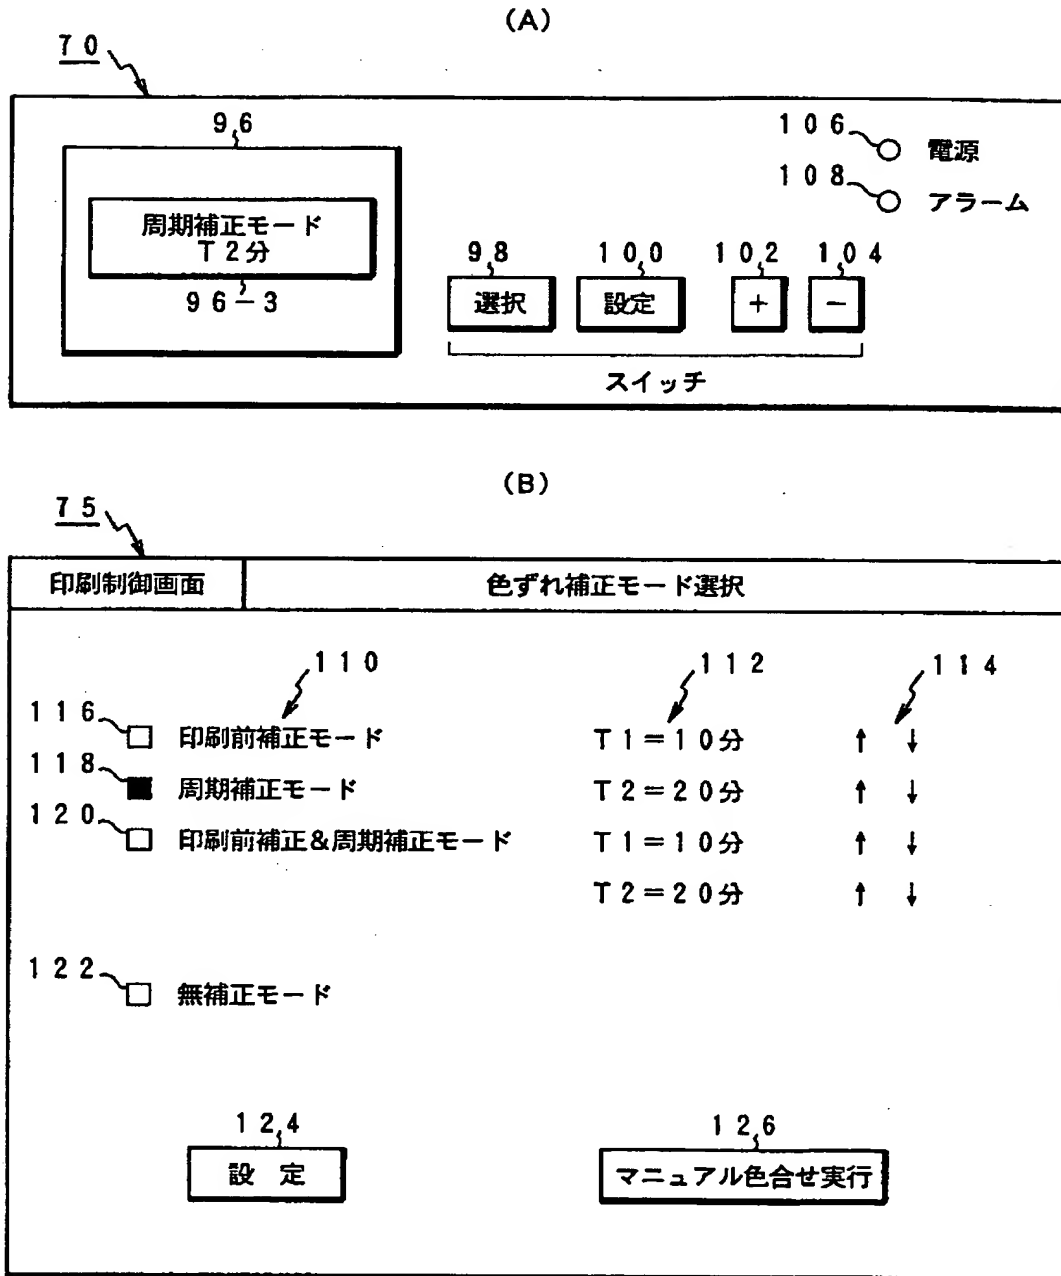 (A)
70
96
106 電源
108 アラーム
周期補正モード
T2分
96-3
98 100 102 104
選択 設定 + -
スイッチ
(B)
75
印刷制御画面 色ずれ補正モード選択
110 112 114
116 印刷前補正モード T1=10分 ↑ ↓
118 周期補正モード T2=20分 ↑ ↓
120 印刷前補正&周期補正モード T1=10分 ↑ ↓
T2=20分 ↑ ↓
122 無補正モード
124 126
設 定 マニュアル色合せ実行